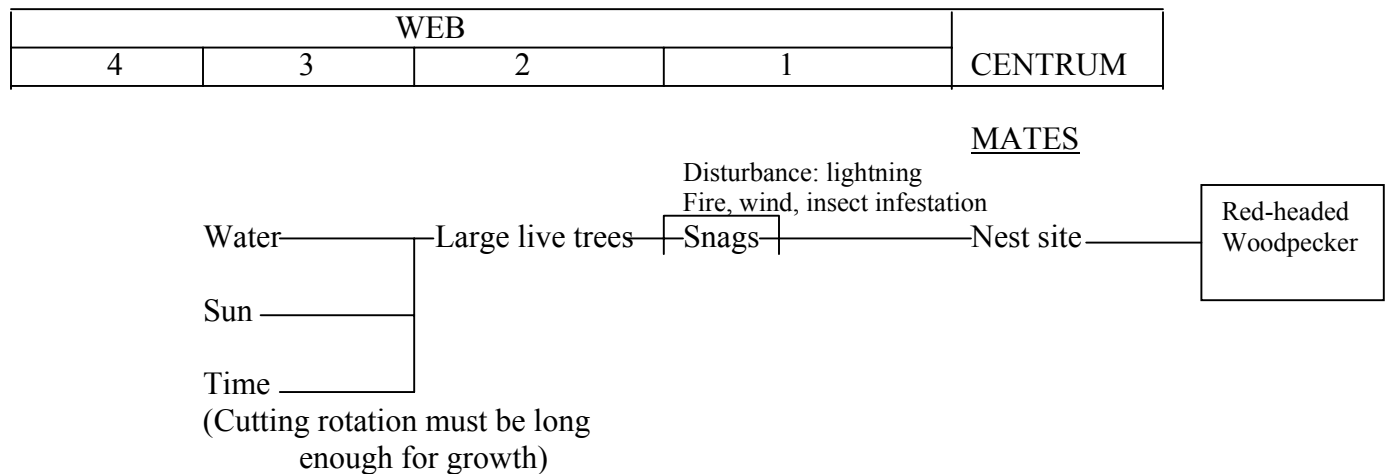 WEB
4 3 2 1 CENTRUM
MATES
Disturbance: lightning
Fire, wind, insect infestation
Water Large live trees Snags Nest site Red-headed
Woodpecker
Sun
Time
(Cutting rotation must be long
enough for growth)